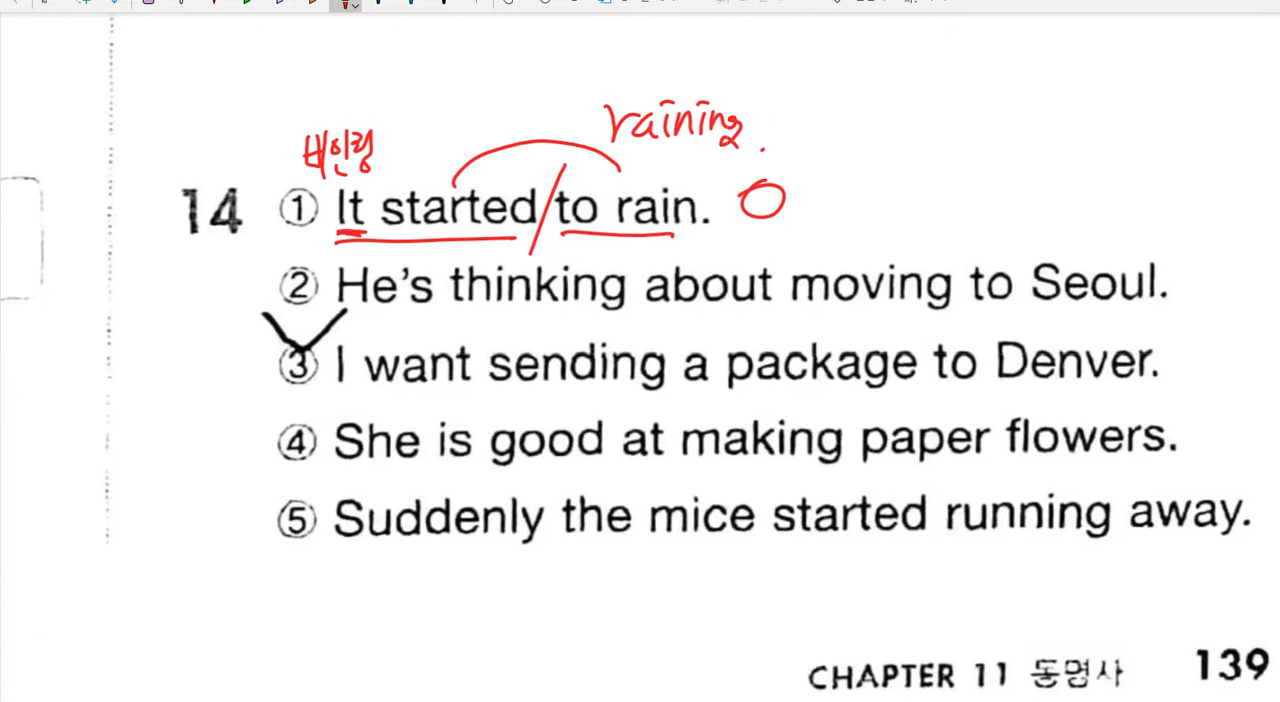 raining.
비인칭
14 ① It started / to rain. O
② He's thinking about moving to Seoul.
③ I want sending a package to Denver.
④ She is good at making paper flowers.
⑤ Suddenly the mice started running away.
CHAPTER 11 동명사 139